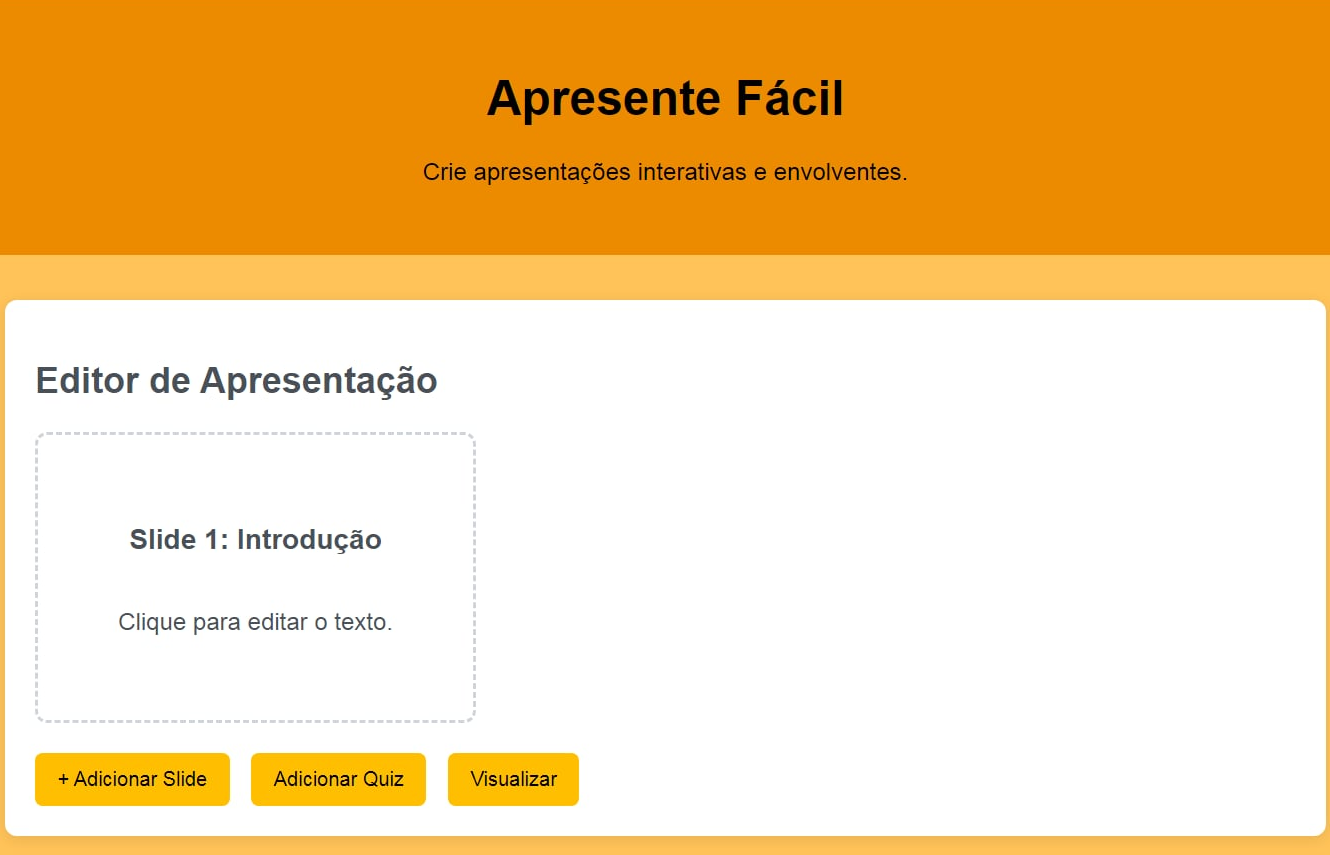 Apresente Fácil
Crie apresentações interativas e envolventes.
Editor de Apresentação
Slide 1: Introdução
Clique para editar o texto.
+ Adicionar Slide
Adicionar Quiz
Visualizar